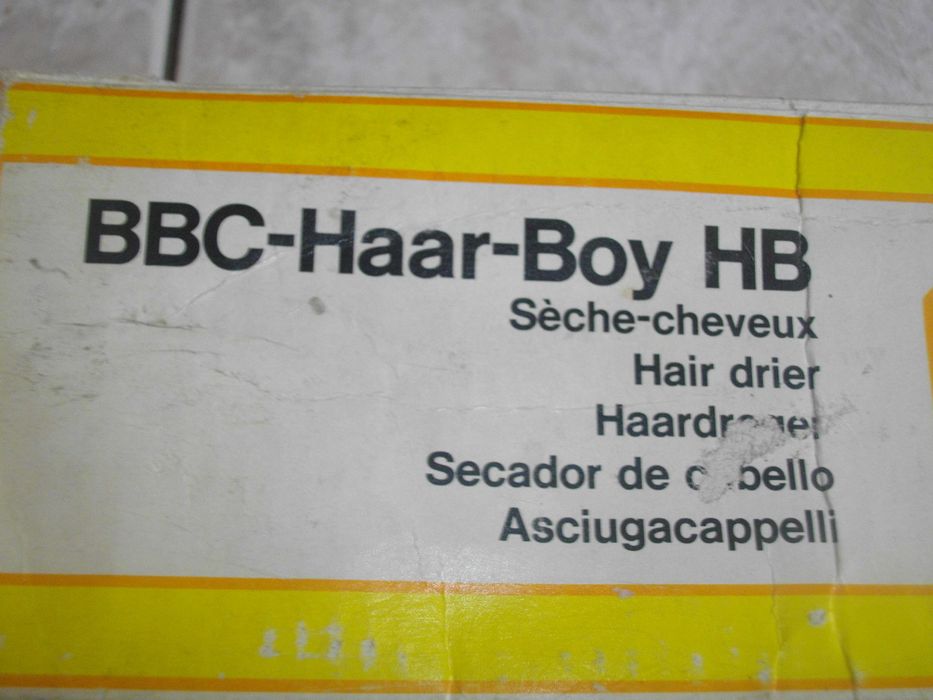 BBC-Haar-Boy HB
Sèche-cheveux
Hair drier
Secador de
Asciugacappelli